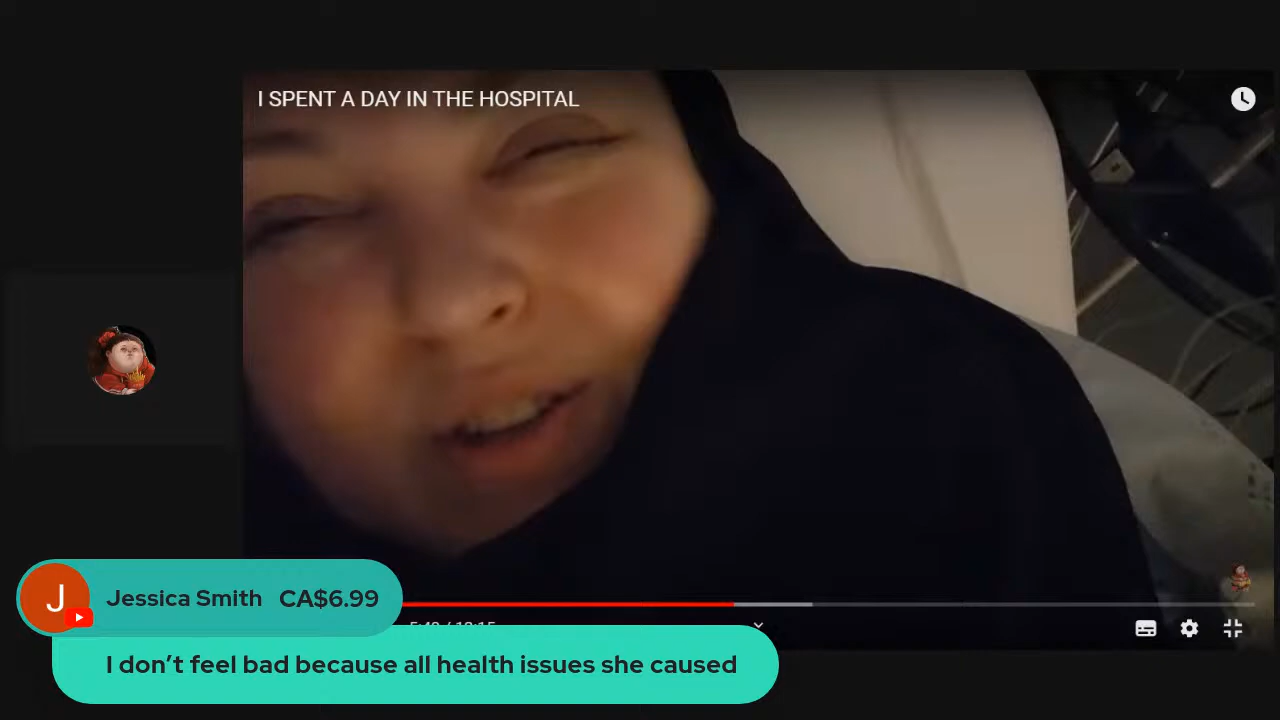 I SPENT A DAY IN THE HOSPITAL
J Jessica Smith CA$6.99
I don’t feel bad because all health issues she caused